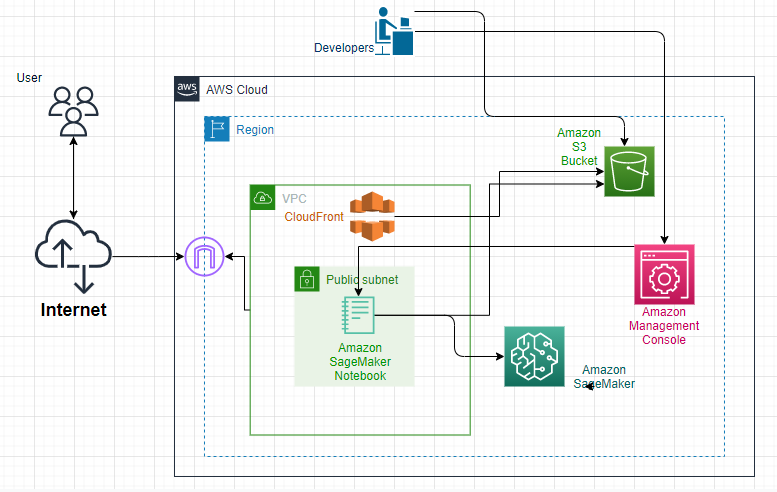 Developers
User
aws
AWS Cloud
Region
Amazon
S3
Bucket
VPC
CloudFront
Public subnet
Internet
Amazon
SageMaker
Notebook
Amazon
SageMaker
Amazon
Management
Console